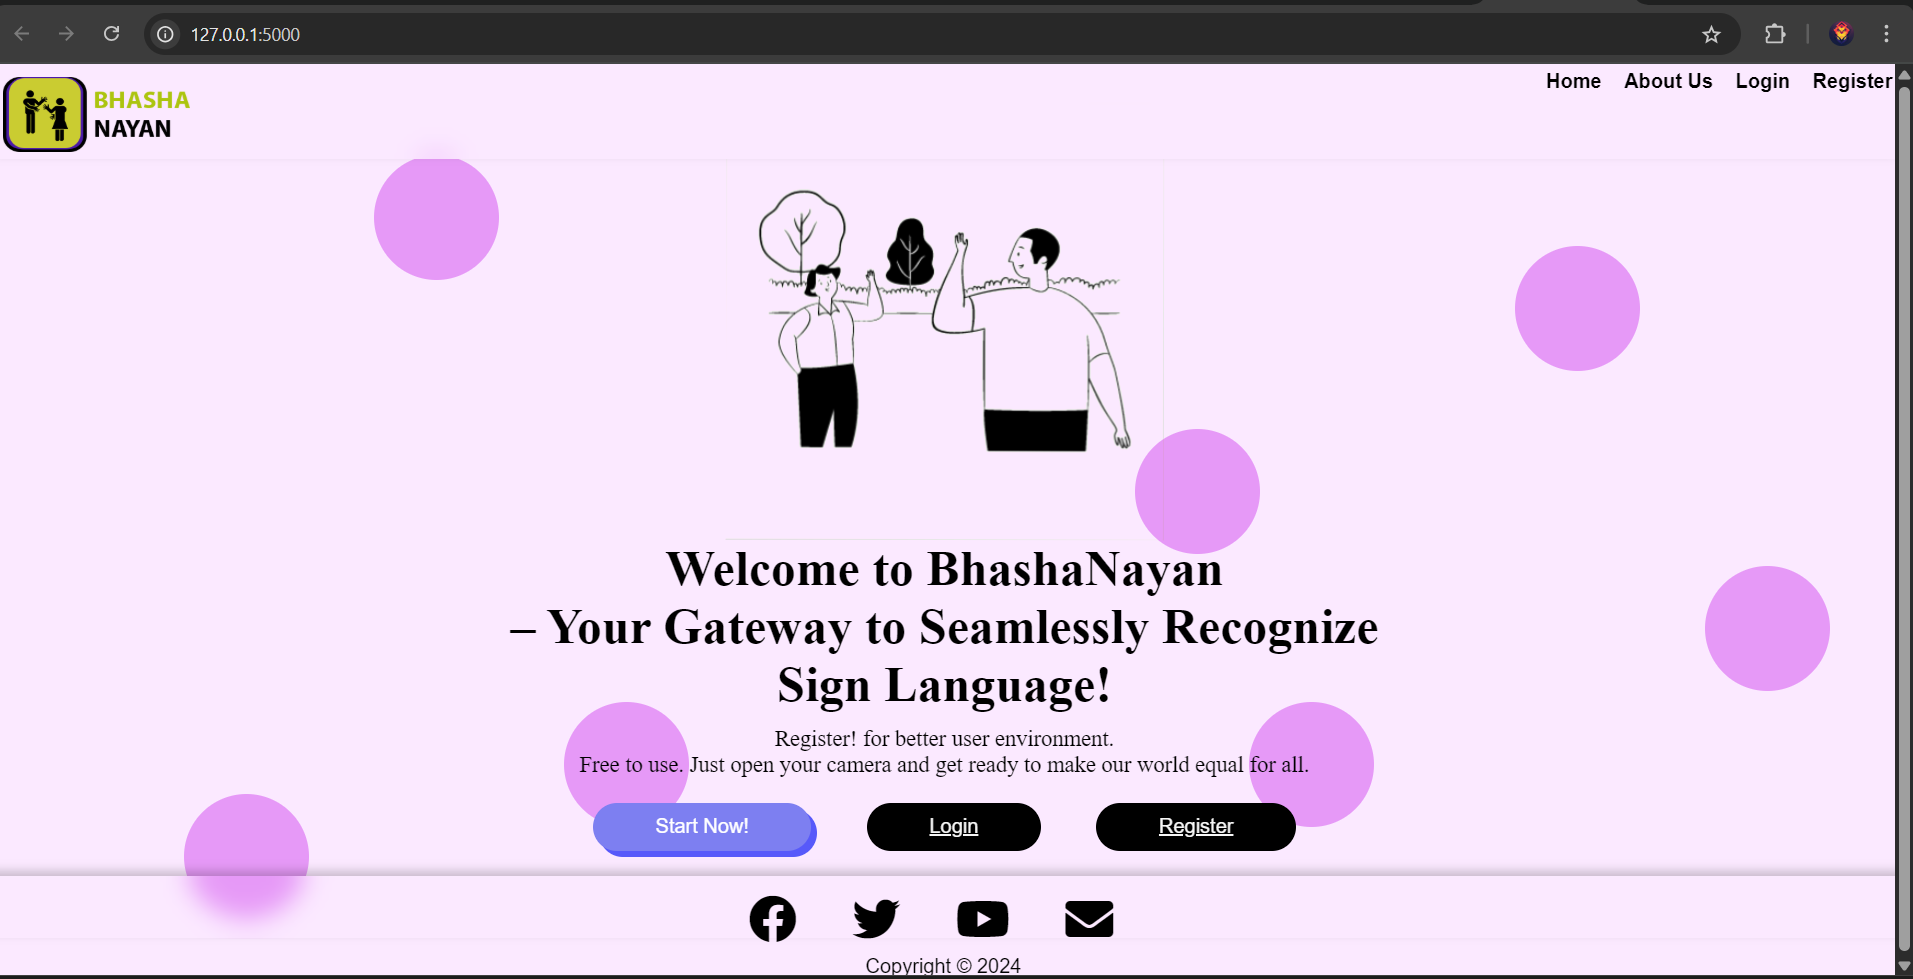 127.0.0.1:5000
BHASHA
NAYAN
Home About Us Login Register
Welcome to BhashaNayan
– Your Gateway to Seamlessly Recognize
Sign Language!
Register! for better user environment.
Free to use. Just open your camera and get ready to make our world equal for all.
Start Now! Login Register
Copyright © 2024